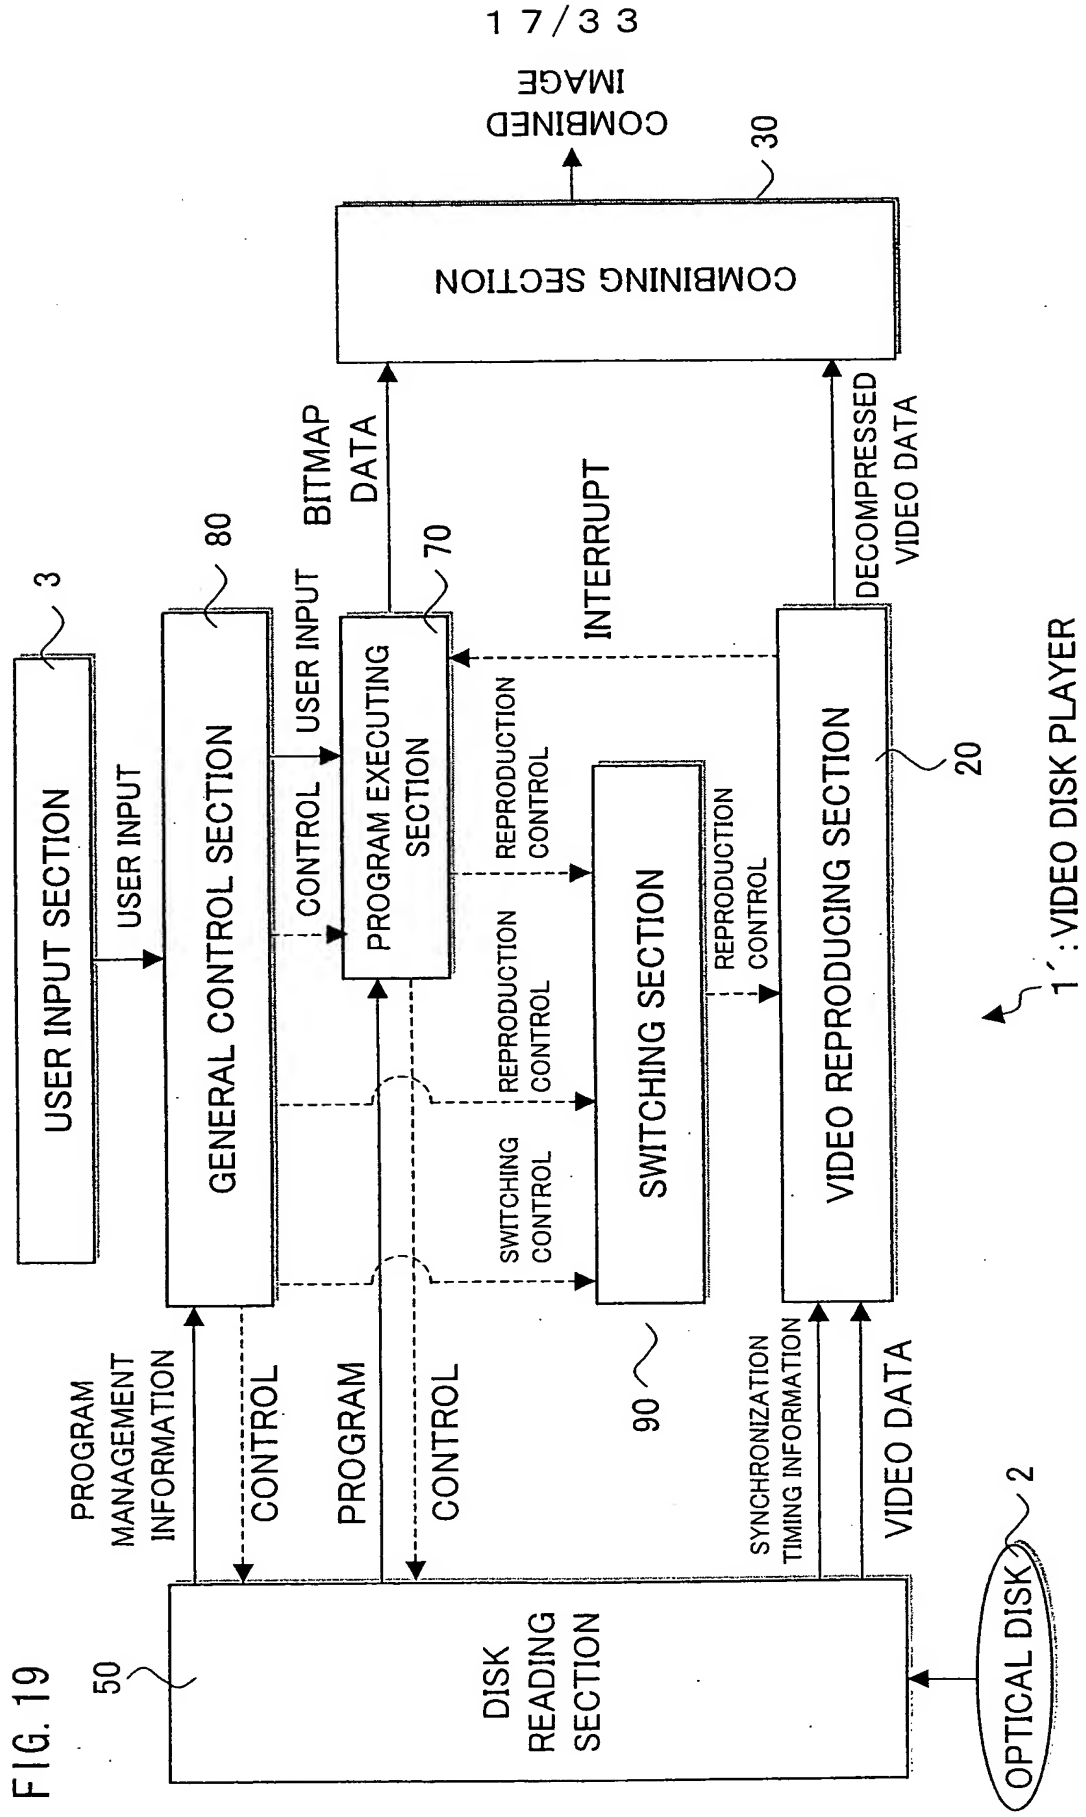 17/33
FIG. 19
USER INPUT SECTION
3
USER INPUT
PROGRAM
MANAGEMENT
INFORMATION
GENERAL CONTROL SECTION
80
CONTROL
CONTROL
USER INPUT
BITMAP
DATA
50
DISK
READING
SECTION
PROGRAM
CONTROL
PROGRAM EXECUTING
SECTION
70
SWITCHING
CONTROL
REPRODUCTION
CONTROL
REPRODUCTION
CONTROL
INTERRUPT
COMBINING SECTION
30
COMBINED
IMAGE
90
SWITCHING SECTION
REPRODUCTION
CONTROL
SYNCHRONIZATION
TIMING INFORMATION
VIDEO DATA
VIDEO REPRODUCING SECTION
20
DECOMPRESSED
VIDEO DATA
OPTICAL DISK
2
1´: VIDEO DISK PLAYER